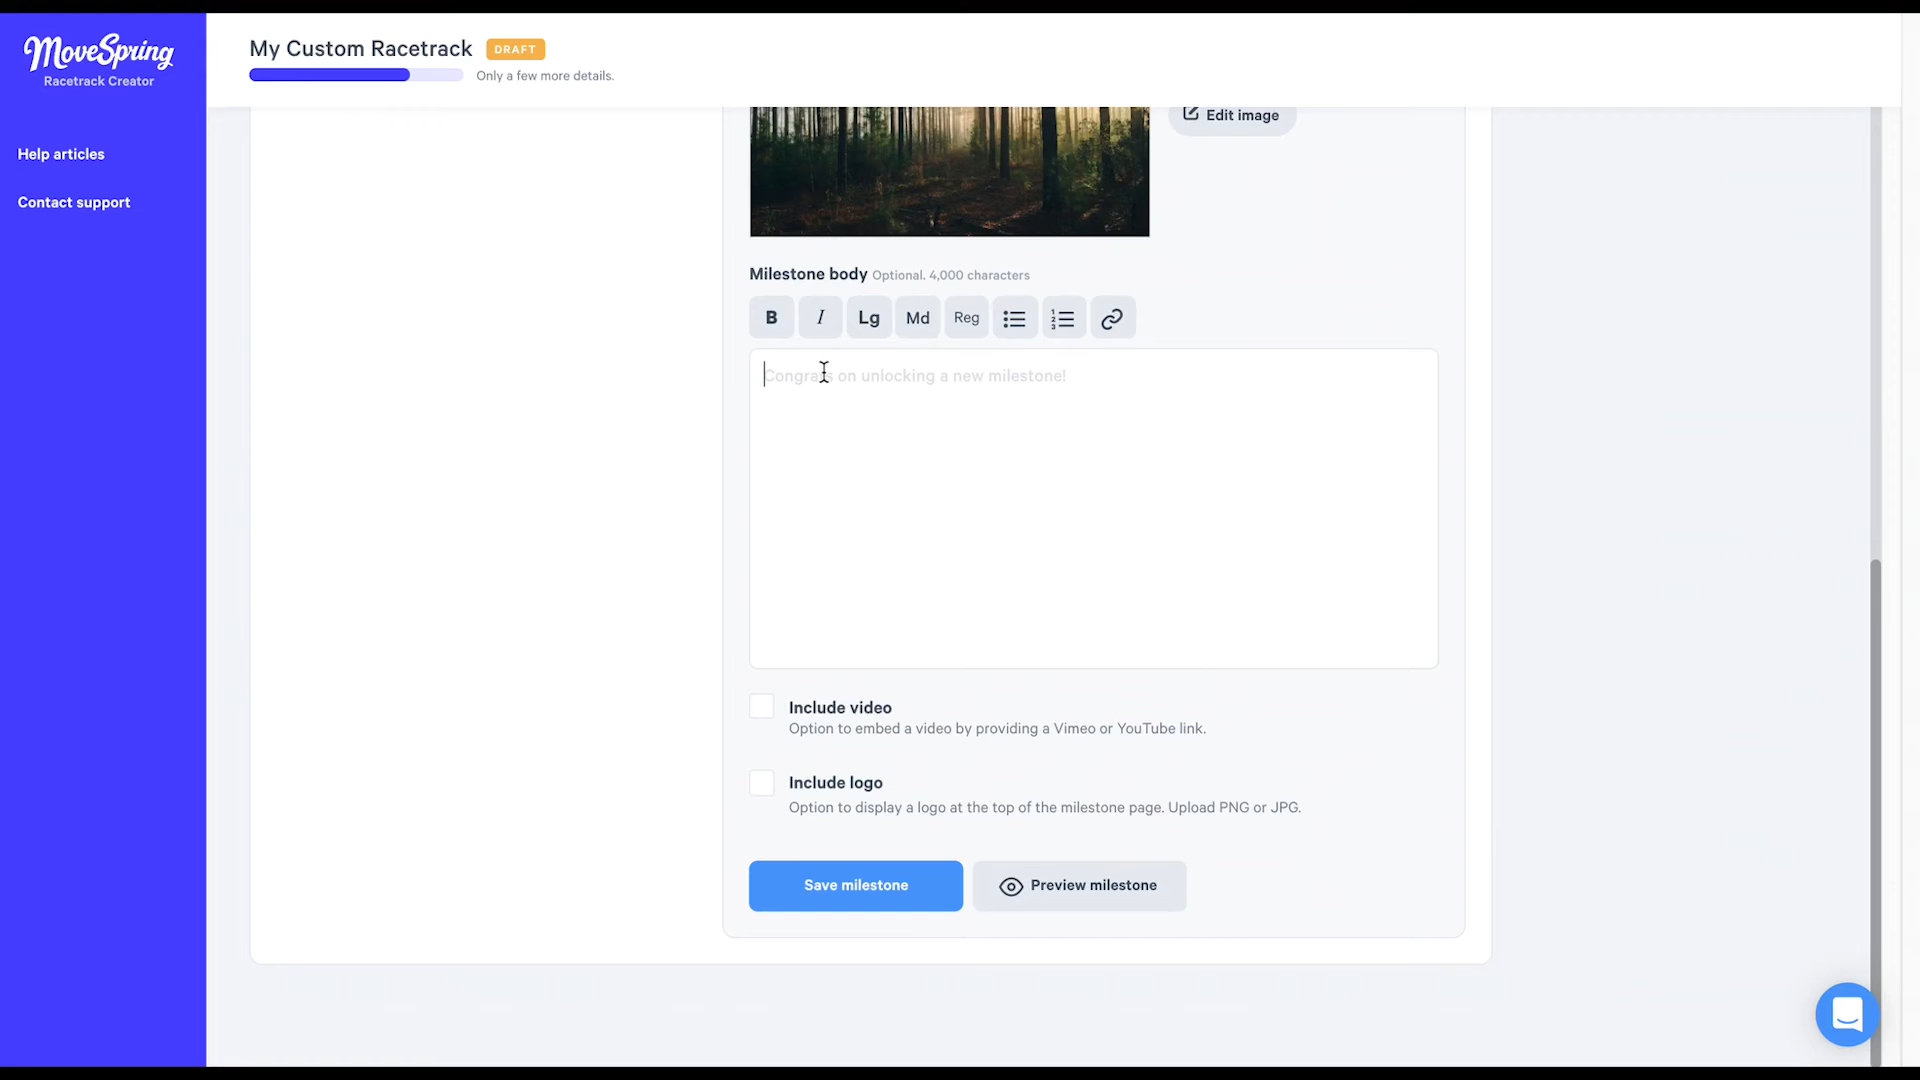 MoveSpring
Racetrack Creator
Help articles
Contact support
My Custom Racetrack DRAFT
Only a few more details.
Edit image
Milestone body Optional. 4,000 characters
B I Lg Md Reg
Congrats on unlocking a new milestone!
Include video
Option to embed a video by providing a Vimeo or YouTube link.
Include logo
Option to display a logo at the top of the milestone page. Upload PNG or JPG.
Save milestone Preview milestone